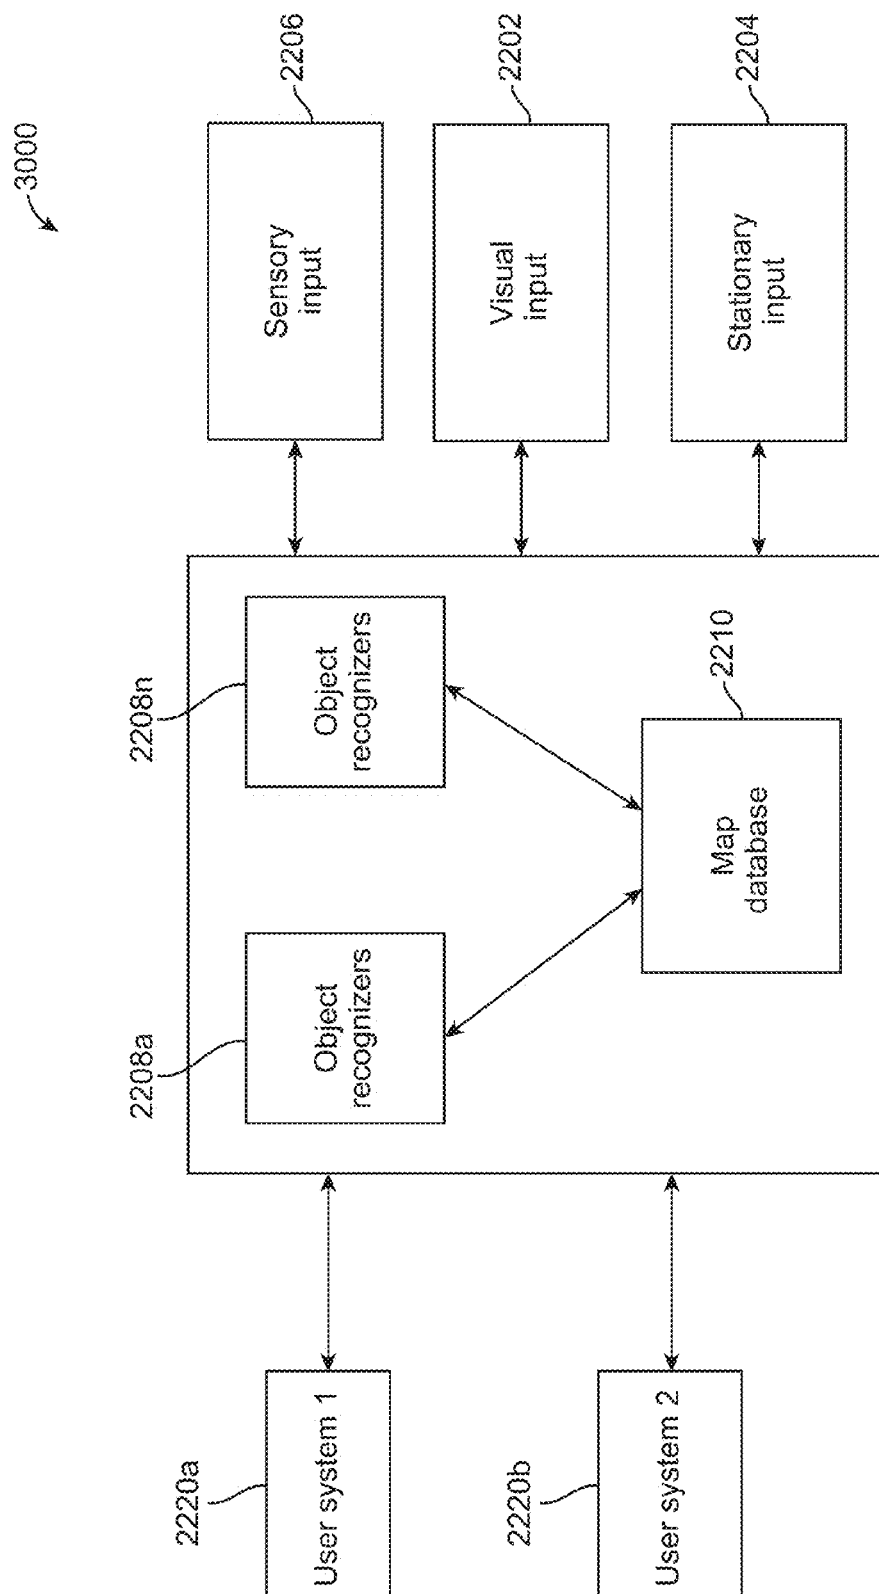 3000
2208a
2208n
2220a
User system 1
2220b
User system 2
Object
recognizers
Object
recognizers
2210
Map
database
2206
Sensory
input
2202
Visual
input
2204
Stationary
input